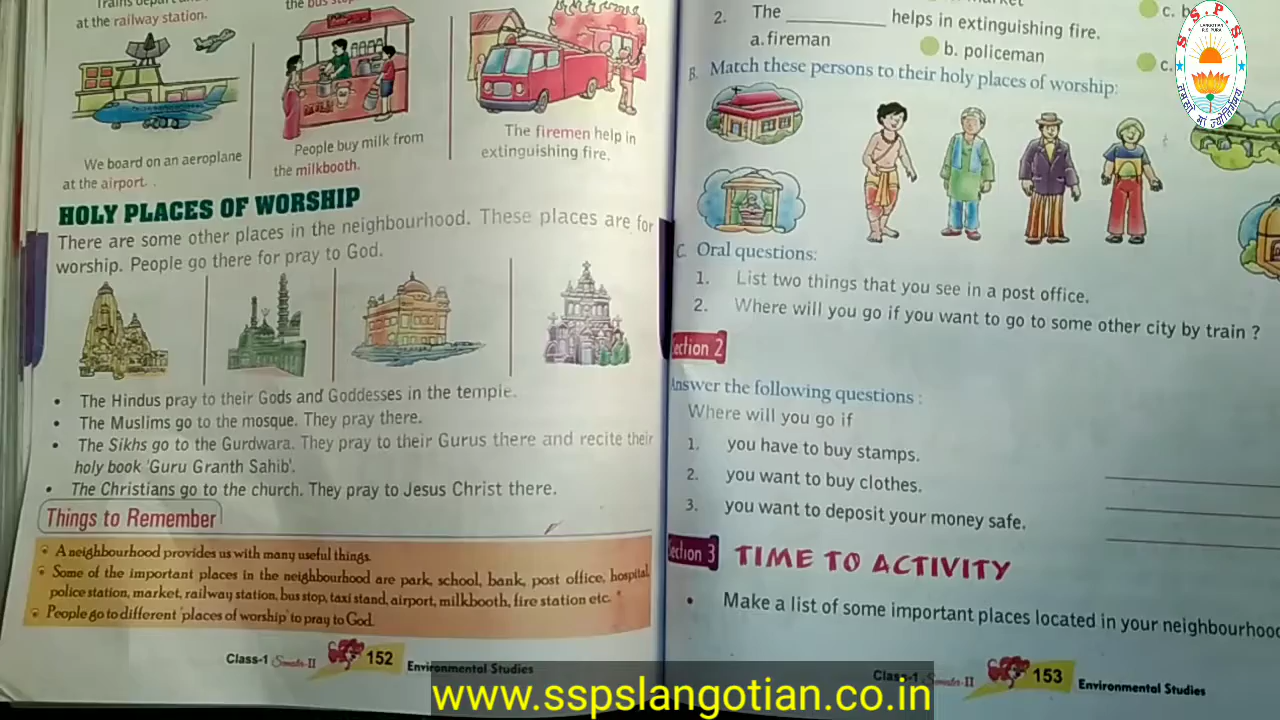 at the railway station.
We board on an aeroplane
at the airport. .
People buy milk from
the milkbooth.
The firemen help in
extinguishing fire.
HOLY PLACES OF WORSHIP
There are some other places in the neighbourhood. These places are for
worship. People go there for pray to God.
• The Hindus pray to their Gods and Goddesses in the temple.
• The Muslims go to the mosque. They pray there.
• The Sikhs go to the Gurdwara. They pray to their Gurus there and recite their
holy book 'Guru Granth Sahib'.
• The Christians go to the church. They pray to Jesus Christ there.
Things to Remember
A neighbourhood provides us with many useful things.
Some of the important places in the neighbourhood are park, school, bank, post office, hospital,
police station, market, railway station, bus stop, taxi stand, airport, milkbooth, fire station etc.
People go to different 'places of worship' to pray to God.
Class-1 Semester-II 152 Environmental Studies
c.
2. The __________ helps in extinguishing fire.
a. fireman b. policeman c.
B. Match these persons to their holy places of worship:
C. Oral questions:
1. List two things that you see in a post office.
2. Where will you go if you want to go to some other city by train ?
Section 2
Answer the following questions :
Where will you go if
1. you have to buy stamps.
2. you want to buy clothes.
3. you want to deposit your money safe.
Section 3 TIME TO ACTIVITY
• Make a list of some important places located in your neighbourhood
Class-1 Semester-II 153 Environmental Studies
S.S.P.S
LANGOTIAN
R.S. PURA
www.sspslangotian.co.in